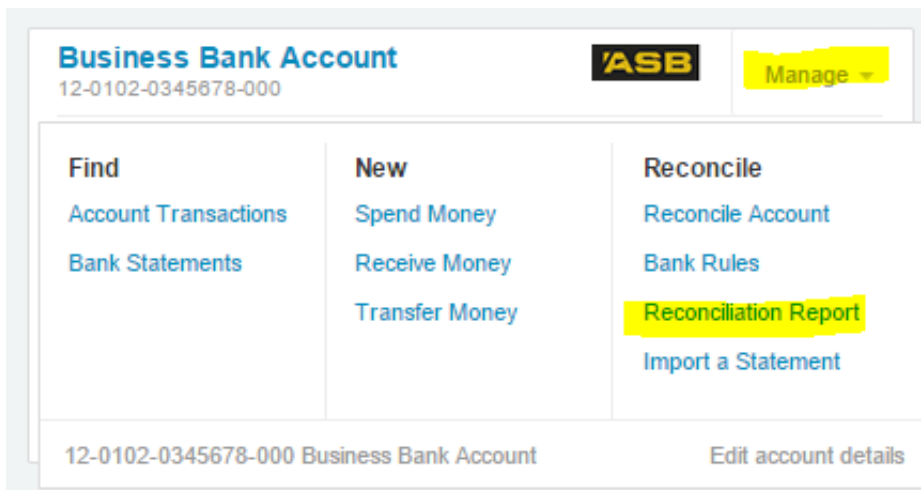 Business Bank Account
12-0102-0345678-000
ASB
Manage
Find
Account Transactions
Bank Statements
New
Spend Money
Receive Money
Transfer Money
Reconcile
Reconcile Account
Bank Rules
Reconciliation Report
Import a Statement
12-0102-0345678-000 Business Bank Account
Edit account details